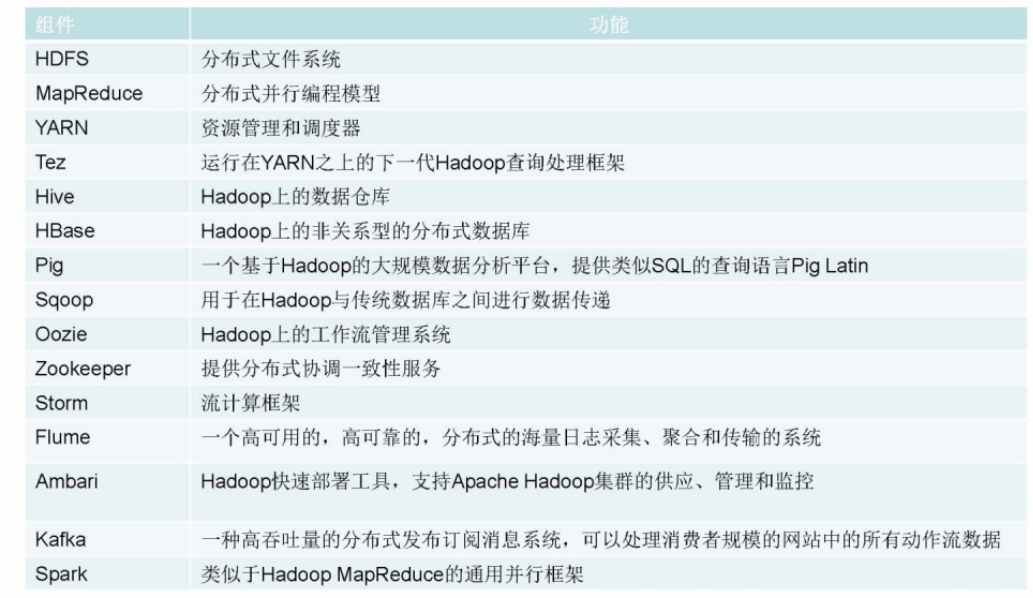 组件 功能
HDFS 分布式文件系统
MapReduce 分布式并行编程模型
YARN 资源管理和调度器
Tez 运行在YARN之上的下一代Hadoop查询处理框架
Hive Hadoop上的数据仓库
HBase Hadoop上的非关系型的分布式数据库
Pig 一个基于Hadoop的大规模数据分析平台，提供类似SQL的查询语言Pig Latin
Sqoop 用于在Hadoop与传统数据库之间进行数据传递
Oozie Hadoop上的工作流管理系统
Zookeeper 提供分布式协调一致性服务
Storm 流计算框架
Flume 一个高可用的，高可靠的，分布式的海量日志采集、聚合和传输的系统
Ambari Hadoop快速部署工具，支持Apache Hadoop集群的供应、管理和监控
Kafka 一种高吞吐量的分布式发布订阅消息系统，可以处理消费者规模的网站中的所有动作流数据
Spark 类似于Hadoop MapReduce的通用并行框架